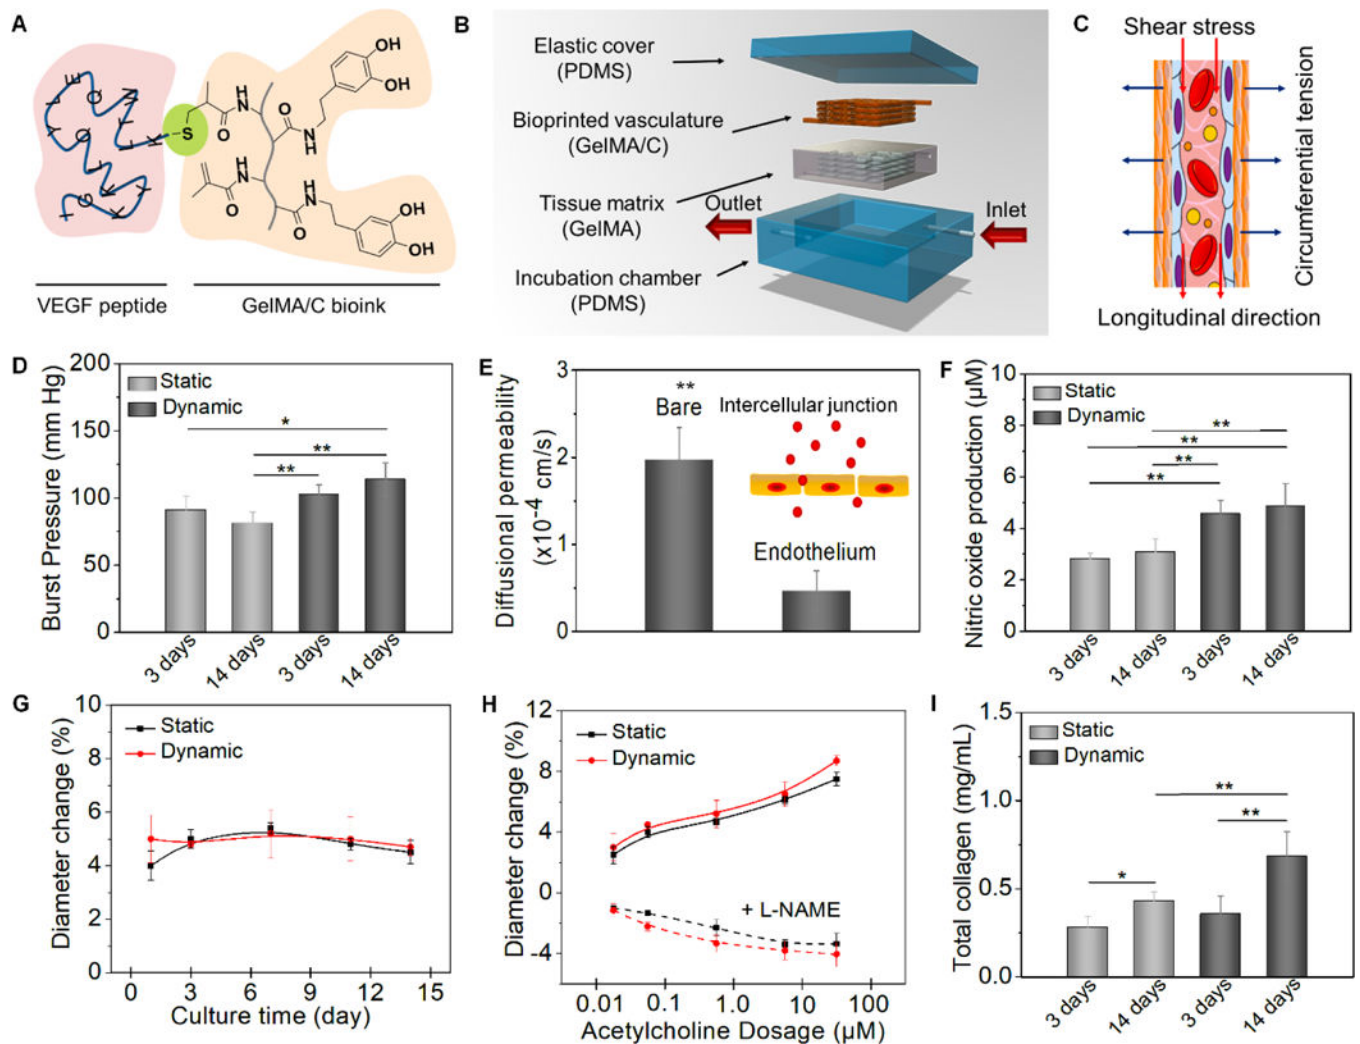 A
VEGF peptide
GelMA/C bioink
S
O
O
O
O
H
N
N
H
H
N
N
H
OH
OH
OH
OH
B
Elastic cover
(PDMS)
Bioprinted vasculature
(GelMA/C)
Tissue matrix
(GelMA)
Outlet
Inlet
Incubation chamber
(PDMS)
C
Shear stress
Circumferential tension
Longitudinal direction
D
Burst Pressure (mm Hg)
200
150
100
50
0
Static
Dynamic
*
**
**
3 days
14 days
3 days
14 days
E
Diffusional permeability
(x10-4 cm/s)
3
2
1
0
**
Bare
Intercellular junction
Endothelium
F
Nitric oxide production (µM)
10
8
6
4
2
0
Static
Dynamic
**
**
**
**
3 days
14 days
3 days
14 days
G
Diameter change (%)
10
8
6
4
2
0
Static
Dynamic
0 3 6 9 12 15
Culture time (day)
H
Diameter change (%)
12
8
4
0
-4
Static
Dynamic
+ L-NAME
0.01 0.1 1.0 10 100
Acetylcholine Dosage (µM)
I
Total collagen (mg/mL)
1.5
1.0
0.5
0.0
Static
Dynamic
**
**
*
3 days
14 days
3 days
14 days